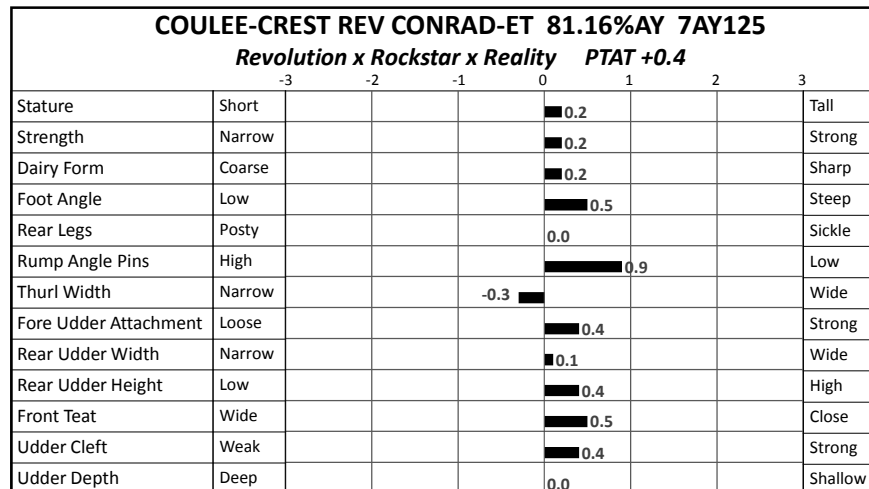 COULEE-CREST REV CONRAD-ET 81.16%AY 7AY125
Revolution x Rockstar x Reality PTAT +0.4
-3 -2 -1 0 1 2 3
Stature Short 0.2 Tall
Strength Narrow 0.2 Strong
Dairy Form Coarse 0.2 Sharp
Foot Angle Low 0.5 Steep
Rear Legs Posty 0.0 Sickle
Rump Angle Pins High 0.9 Low
Thurl Width Narrow -0.3 Wide
Fore Udder Attachment Loose 0.4 Strong
Rear Udder Width Narrow 0.1 Wide
Rear Udder Height Low 0.4 High
Front Teat Wide 0.5 Close
Udder Cleft Weak 0.4 Strong
Udder Depth Deep 0.0 Shallow